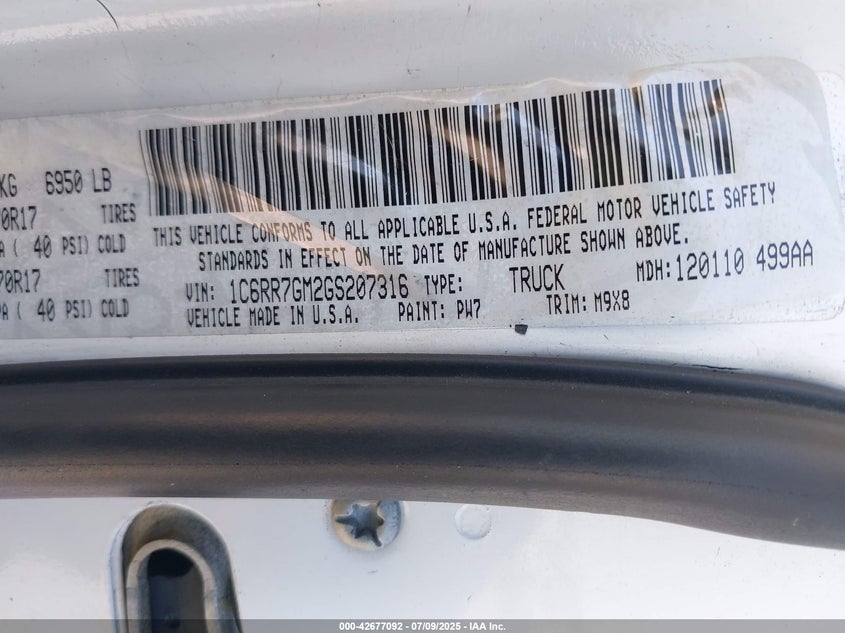 KG 6950 LB
70R17 TIRES
A ( 40 PSI) COLD
70R17 TIRES
PA ( 40 PSI) COLD
THIS VEHICLE CONFORMS TO ALL APPLICABLE U.S.A. FEDERAL MOTOR VEHICLE SAFETY
STANDARDS IN EFFECT ON THE DATE OF MANUFACTURE SHOWN ABOVE.
VIN: 1C6RR7GM2GS207316 TYPE: TRUCK MDH: 120110 499AA
VEHICLE MADE IN U.S.A. PAINT: PW7 TRIM: M9X8
000-42677092 - 07/09/2025 - IAA Inc.